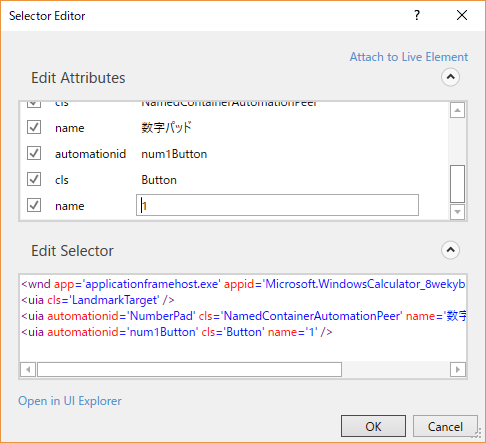 Selector Editor
?
Attach to Live Element
Edit Attributes
cls NamedContainerAutomationPeer
name 数字パッド
automationid num1Button
cls Button
name 1
Edit Selector
<wnd app='applicationframehost.exe' appid='Microsoft.WindowsCalculator_8wekyb
<uia cls='LandmarkTarget' />
<uia automationid='NumberPad' cls='NamedContainerAutomationPeer' name='数字
<uia automationid='num1Button' cls='Button' name='1' />
Open in UI Explorer
OK Cancel